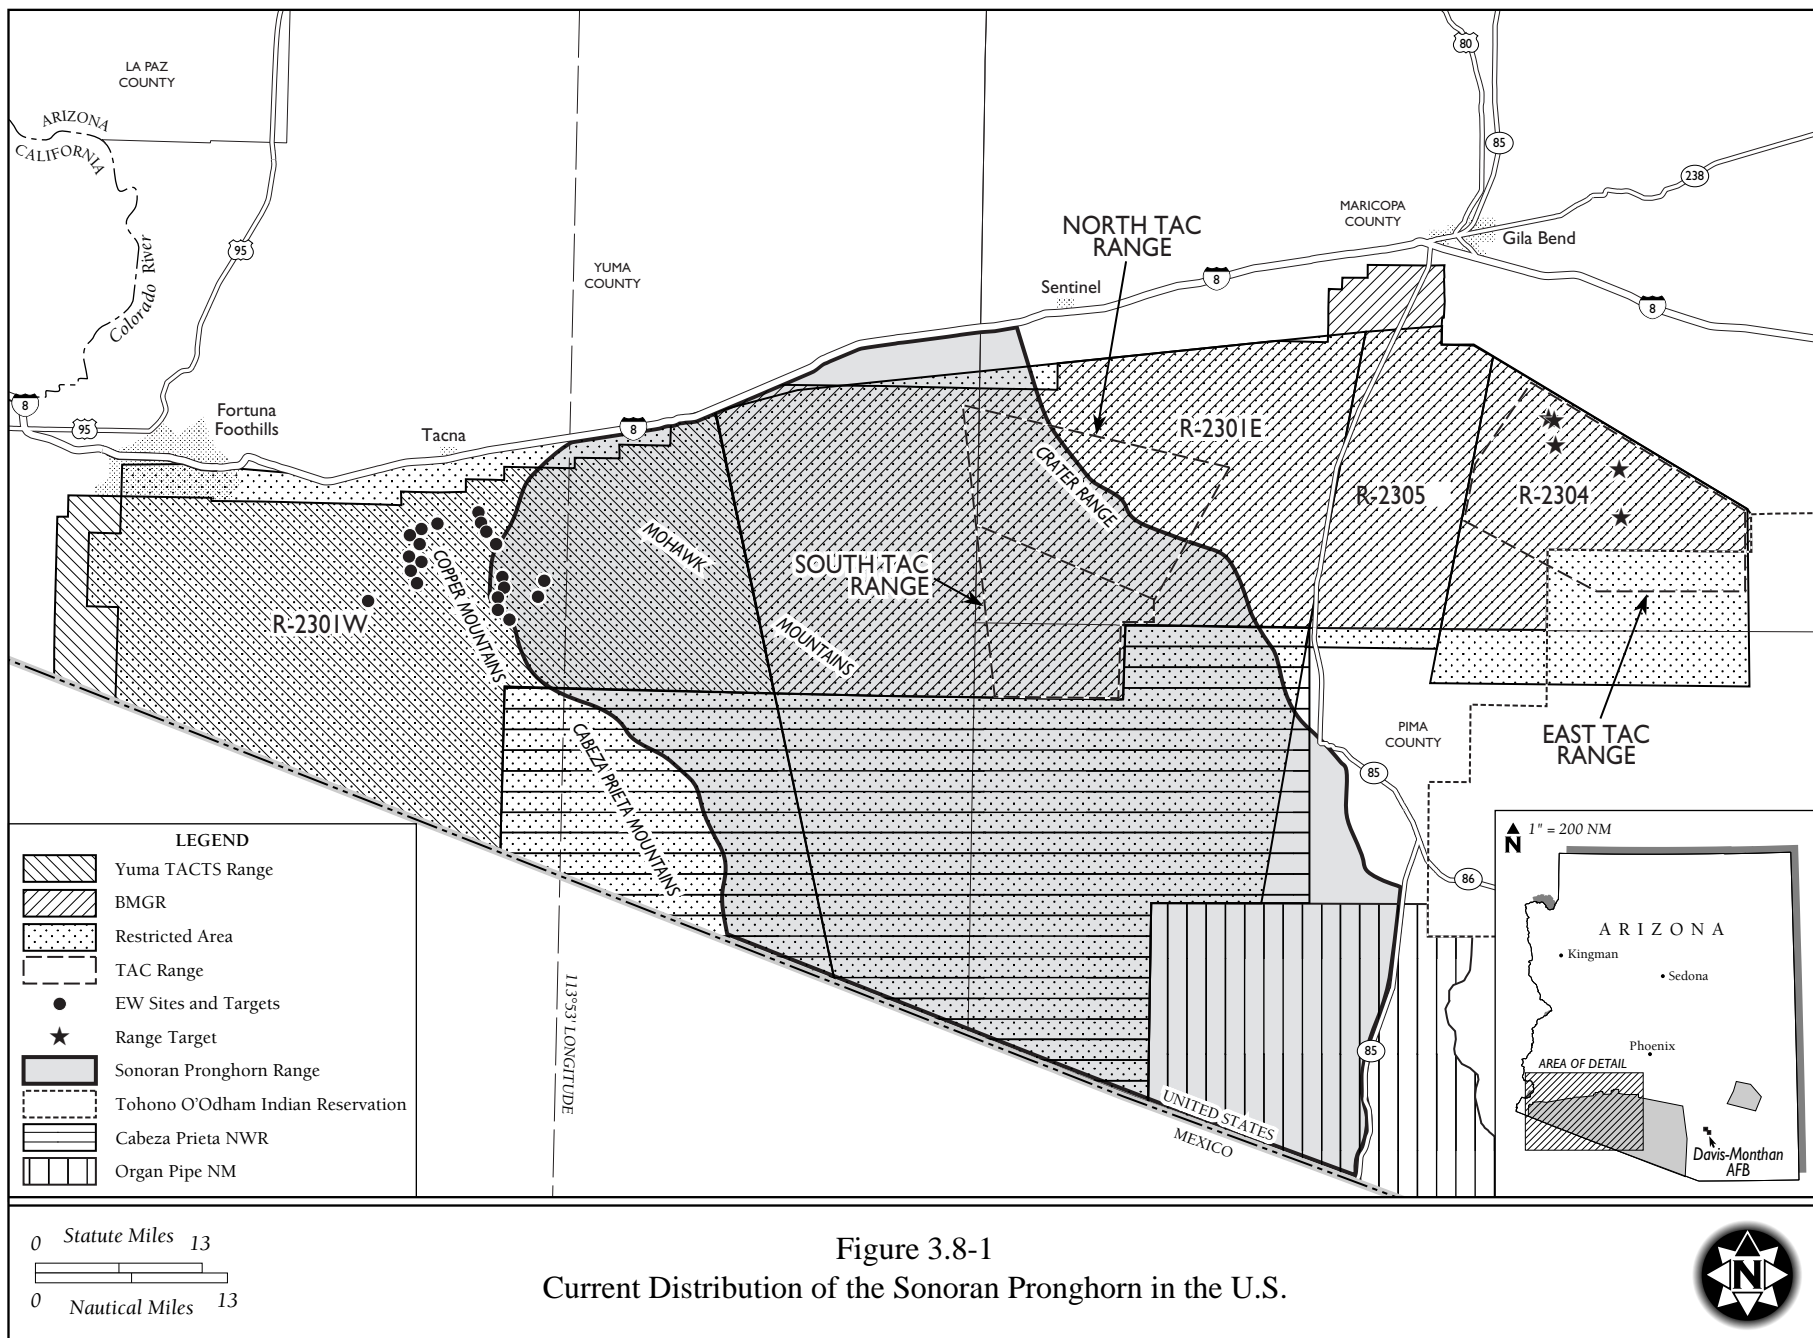 LA PAZ
COUNTY
ARIZONA
CALIFORNIA
Colorado River
95
80
85
238
MARICOPA
COUNTY
Gila Bend
NORTH TAC
RANGE
YUMA
COUNTY
Sentinel
8
8
8
95
Fortuna
Foothills
Tacna
8
R-2301E
CRATER RANGE
R-2305
R-2304
MOHAWK
MOUNTAINS
SOUTH TAC
RANGE
COPPER MOUNTAINS
R-2301W
CABEZA PRIETA MOUNTAINS
PIMA
COUNTY
EAST TAC
RANGE
85
86
85
113°53' LONGITUDE
UNITED STATES
MEXICO
LEGEND
Yuma TACTS Range
BMGR
Restricted Area
TAC Range
EW Sites and Targets
Range Target
Sonoran Pronghorn Range
Tohono O'Odham Indian Reservation
Cabeza Prieta NWR
Organ Pipe NM
1" = 200 NM
N
ARIZONA
Kingman
Sedona
Phoenix
AREA OF DETAIL
Davis-Monthan
AFB
0 Statute Miles 13
0 Nautical Miles 13
Figure 3.8-1
Current Distribution of the Sonoran Pronghorn in the U.S.
N